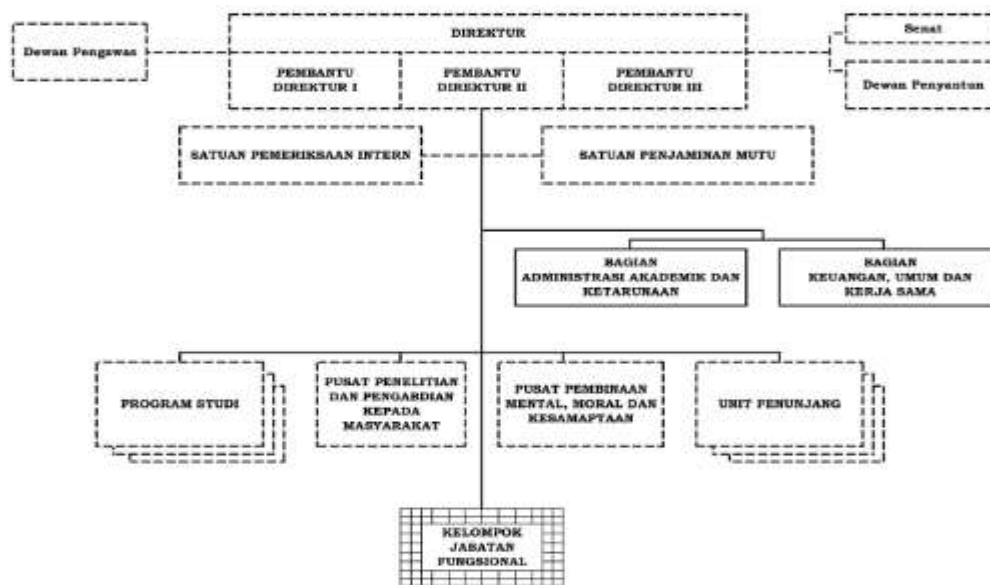 DIREKTUR
Dewan Pengawas
Senat
PEMBANTU
DIREKTUR I
PEMBANTU
DIREKTUR II
PEMBANTU
DIREKTUR III
Dewan Penyantun
SATUAN PEMERIKSAAN INTERN
SATUAN PENJAMINAN MUTU
BAGIAN
ADMINISTRASI AKADEMIK DAN
KETARUNAAN
BAGIAN
KEUANGAN, UMUM DAN
KERJA SAMA
PROGRAM STUDI
PUSAT PENELITIAN
DAN PENGABDIAN
KEPADA
MASYARAKAT
PUSAT PEMBINAAN
MENTAL, MORAL DAN
KESAMAPTAAN
UNIT PENUNJANG
KELOMPOK
JABATAN
FUNGSIONAL